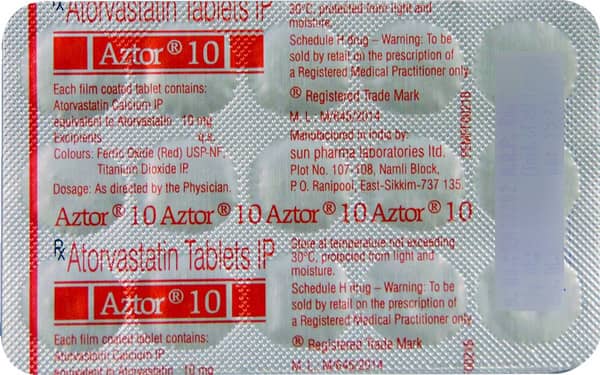 Rx Atorvastatin Tablets IP
Aztor® 10
Each film coated tablet contains:
Atorvastatin Calcium IP
equivalent to Atorvastatin 10 mg
Excipients q.s.
Colours: Ferric Oxide (Red) USP-NF,
Titanium Dioxide IP.
Dosage: As directed by the Physician.
30°C, protected from light and
moisture.
Schedule H drug – Warning: To be
sold by retail on the prescription of
a Registered Medical Practitioner only.
® Registered Trade Mark
M. L.: M/645/2014
Manufactured in India by:
sun pharma laboratories ltd.
Plot No. 107-108, Namli Block,
P.O. Ranipool, East-Sikkim-737 135
Aztor® 10 Aztor® 10 Aztor® 10 Aztor® 10
Rx Atorvastatin Tablets IP
Aztor® 10
Each film coated tablet contains:
Atorvastatin Calcium IP
equivalent to Atorvastatin 10 mg
Store at temperature not exceeding
30°C, protected from light and
moisture.
Schedule H drug – Warning: To be
sold by retail on the prescription of
a Registered Medical Practitioner only.
® Registered Trade Mark
M. L.: M/645/2014